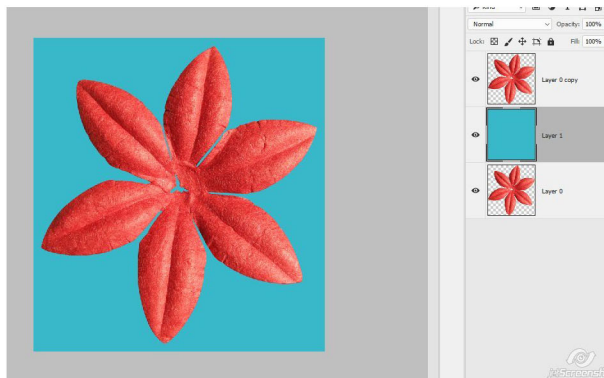 Normal
Opacity: 100%
Lock:
Fill: 100%
Layer 0 copy
Layer 1
Layer 0